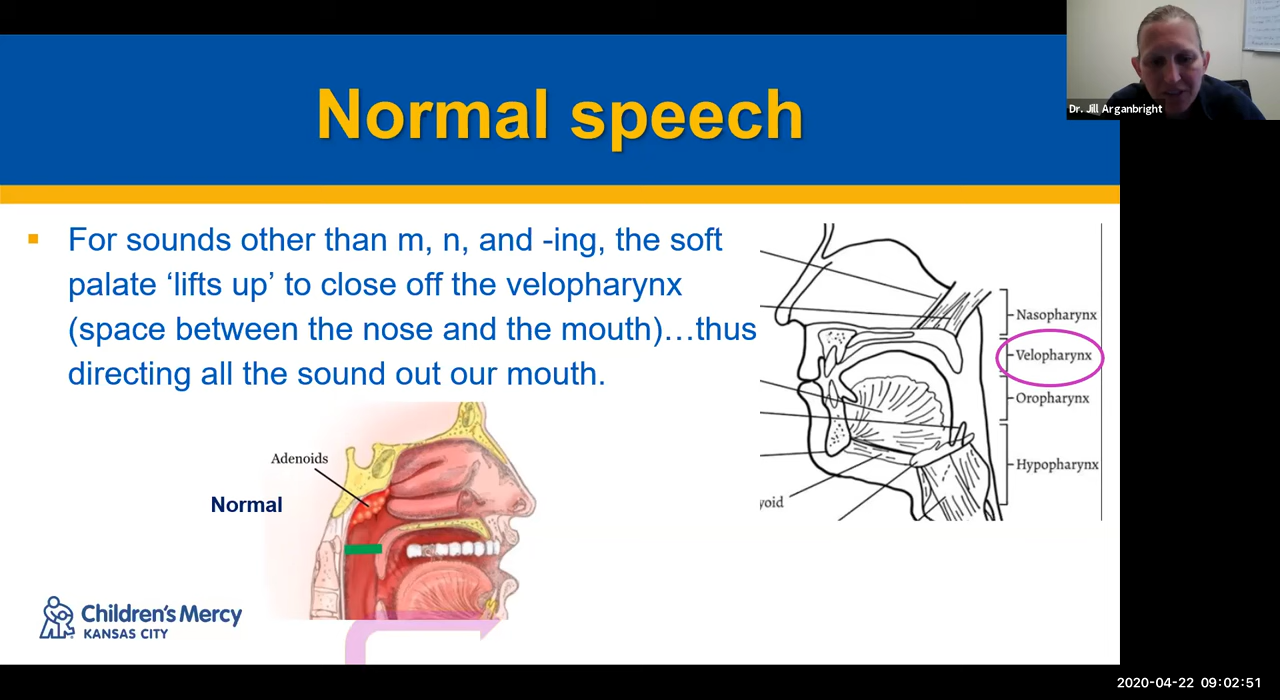 Normal speech
Dr. Jill Arganbright
▪ For sounds other than m, n, and -ing, the soft
palate ‘lifts up’ to close off the velopharynx
(space between the nose and the mouth)…thus
directing all the sound out our mouth.
Nasopharynx
Velopharynx
Oropharynx
Hypopharynx
yoid
Adenoids
Normal
Children's Mercy
KANSAS CITY
2020-04-22 09:02:51